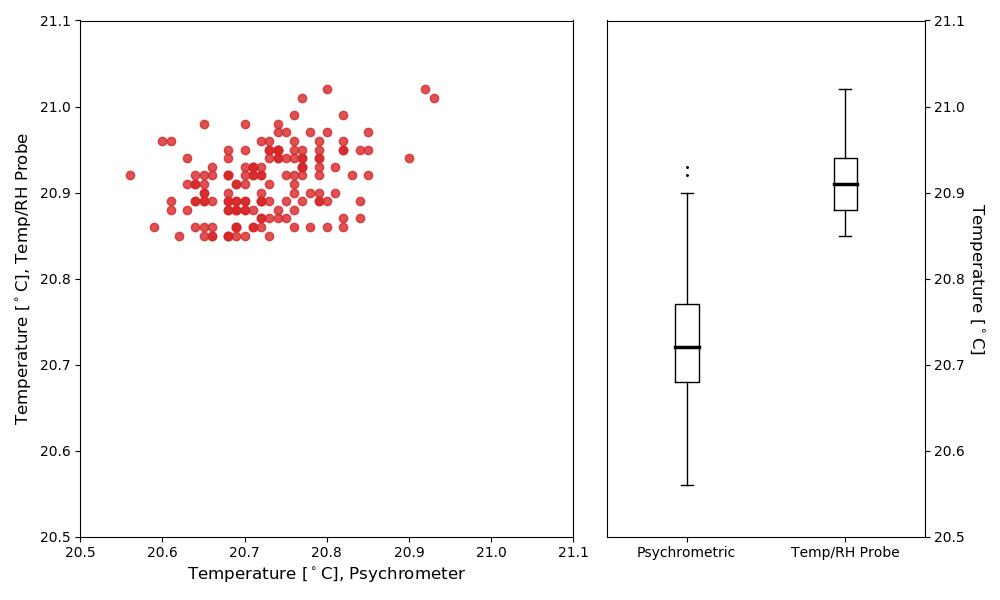 21.1
21.0
20.9
20.8
20.7
20.6
20.5
Temperature [°C], Temp/RH Probe
20.5 20.6 20.7 20.8 20.9 21.0 21.1
Temperature [°C], Psychrometer
21.1
21.0
20.9
20.8
20.7
20.6
20.5
Temperature [°C]
Psychrometric Temp/RH Probe